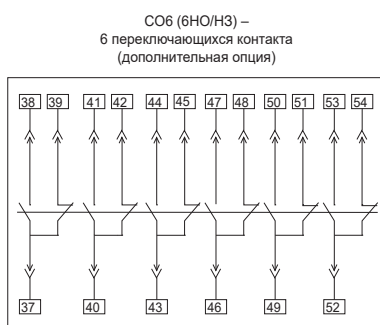 СО6 (6НО/НЗ) –
6 переключающихся контакта
(дополнительная опция)
38 39 41 42 44 45 47 48 50 51 53 54
37 40 43 46 49 52